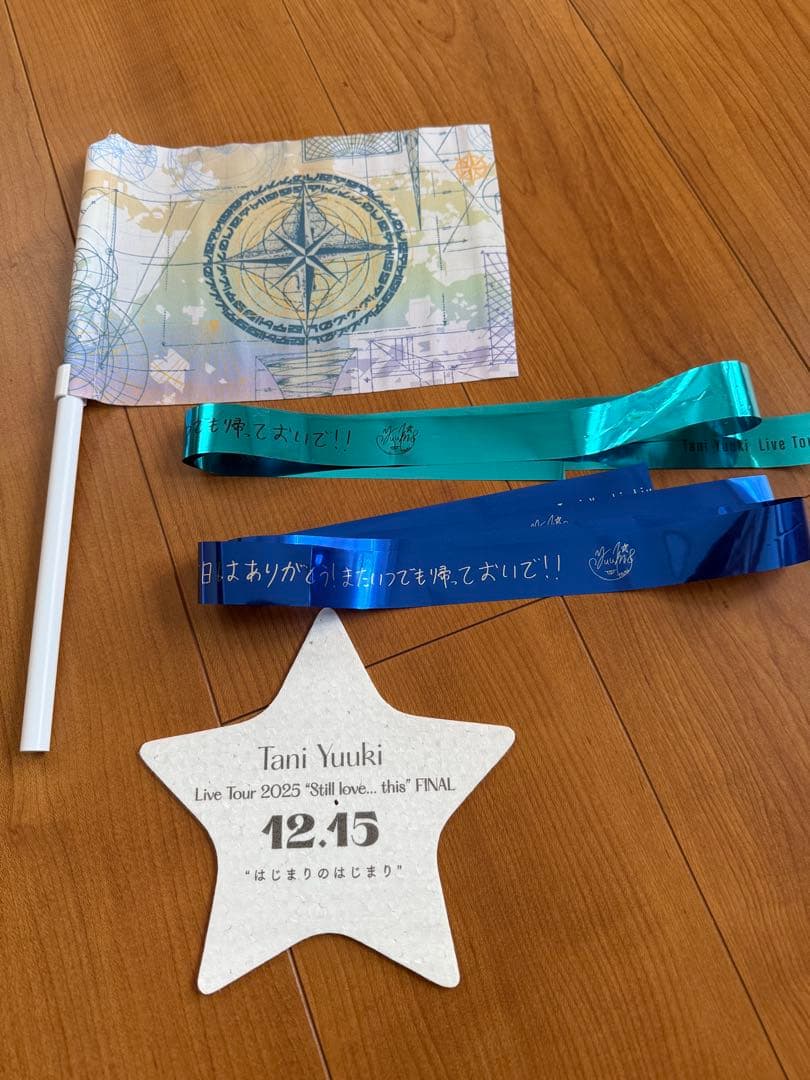 でも帰っておいで!!
Tani Yuuki Live To
はありがとう!またいつでも帰っておいで!!
Tani Yuuki
Live Tour 2025 “Still love... this” FINAL
12.15
“はじまりのはじまり”